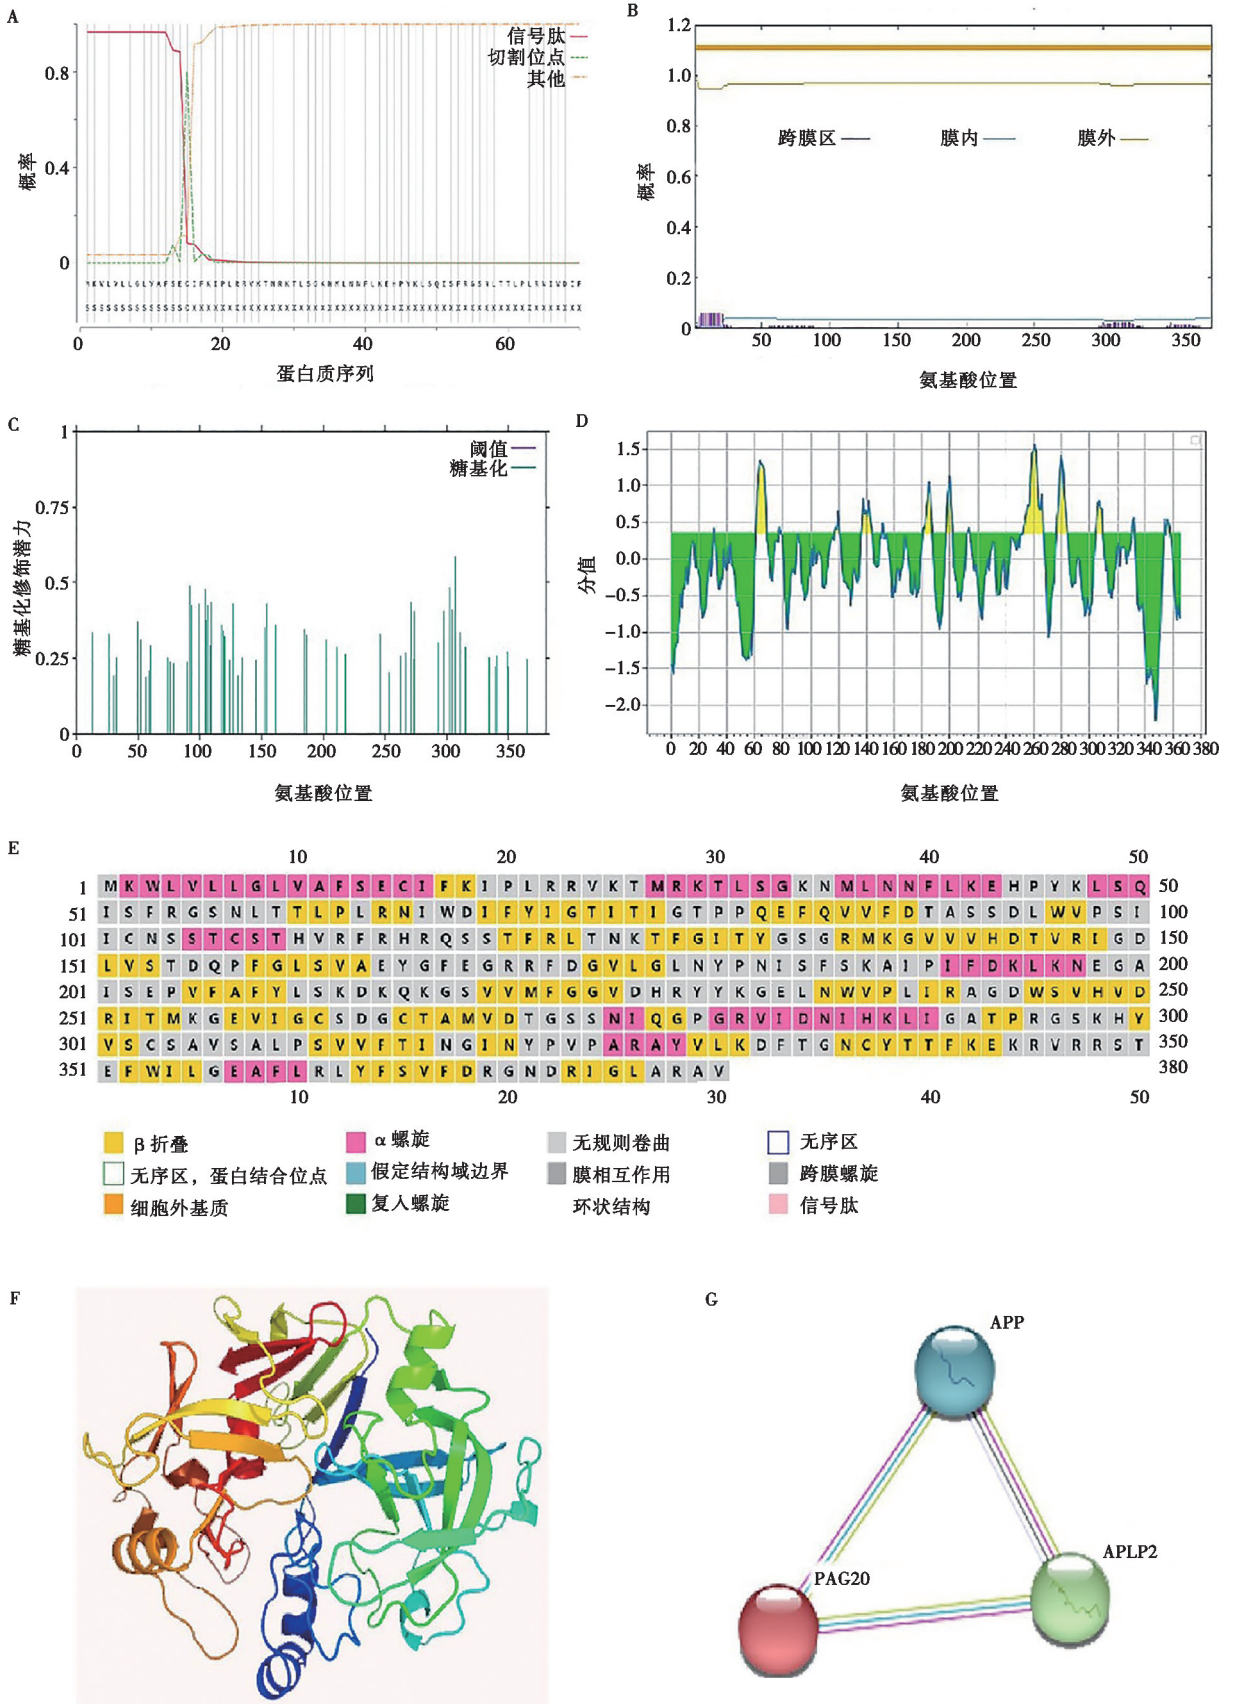 A
信号肽
切割位点
其他
概率
0.8
0.4
0
0 20 40 60
蛋白质序列
B
1.2
1.0
0.8
0.6
0.4
0.2
0
跨膜区
膜内
膜外
概率
50 100 150 200 250 300 350
氨基酸位置
C
1
0.75
0.5
0.25
0
阈值
糖基化
糖基化修饰潜力
0 50 100 150 200 250 300 350
氨基酸位置
D
1.5
1.0
0.5
0.0
-0.5
-1.0
-1.5
-2.0
分值
0 20 40 60 80 100 120 140 160 180 200 220 240 260 280 300 320 340 360 380
氨基酸位置
E
10 20 30 40 50
1 MKWLVLLGLVAFSECIFKIPLRRVKTMRKTLSGKNMLNNFLKEHPYKLSQ 50
51 ISFRGSNLTTLPLRNIWDIFYIGTITIGTPPQEFQVVFDTASSDLWVPSI 100
101 ICNSSTCSTHVRFRHRQSSTFRLTNKTFGITYGSGRMKGVVVHDTVRIGD 150
151 LVSTDQPFGLSVAEYGFEGRRFDGVLGLNYPNISFSKAIPIFDKLKNEGA 200
201 ISEPVFAFYLSKDKQKGSVVMFGGVDHRYYKGELNWVPLIRAGDWSVHVD 250
251 RITMKGEVIGCSDGCTAMVDTGSSNIQGPGRVIDNIHKLIGATPRGSKHY 300
301 VSCSAVSALPSVVFTINGINYPVPARAYVLKDFTGNCYTTFKEKRVRRST 350
351 EFWILGEAFLRLYFSVFDRGNDRIGLARAV 380
10 20 30 40 50
β折叠
α螺旋
无规则卷曲
无序区
无序区，蛋白结合位点
假定结构域边界
膜相互作用
跨膜螺旋
细胞外基质
复入螺旋
环状结构
信号肽
F
G
APP
APLP2
PAG20